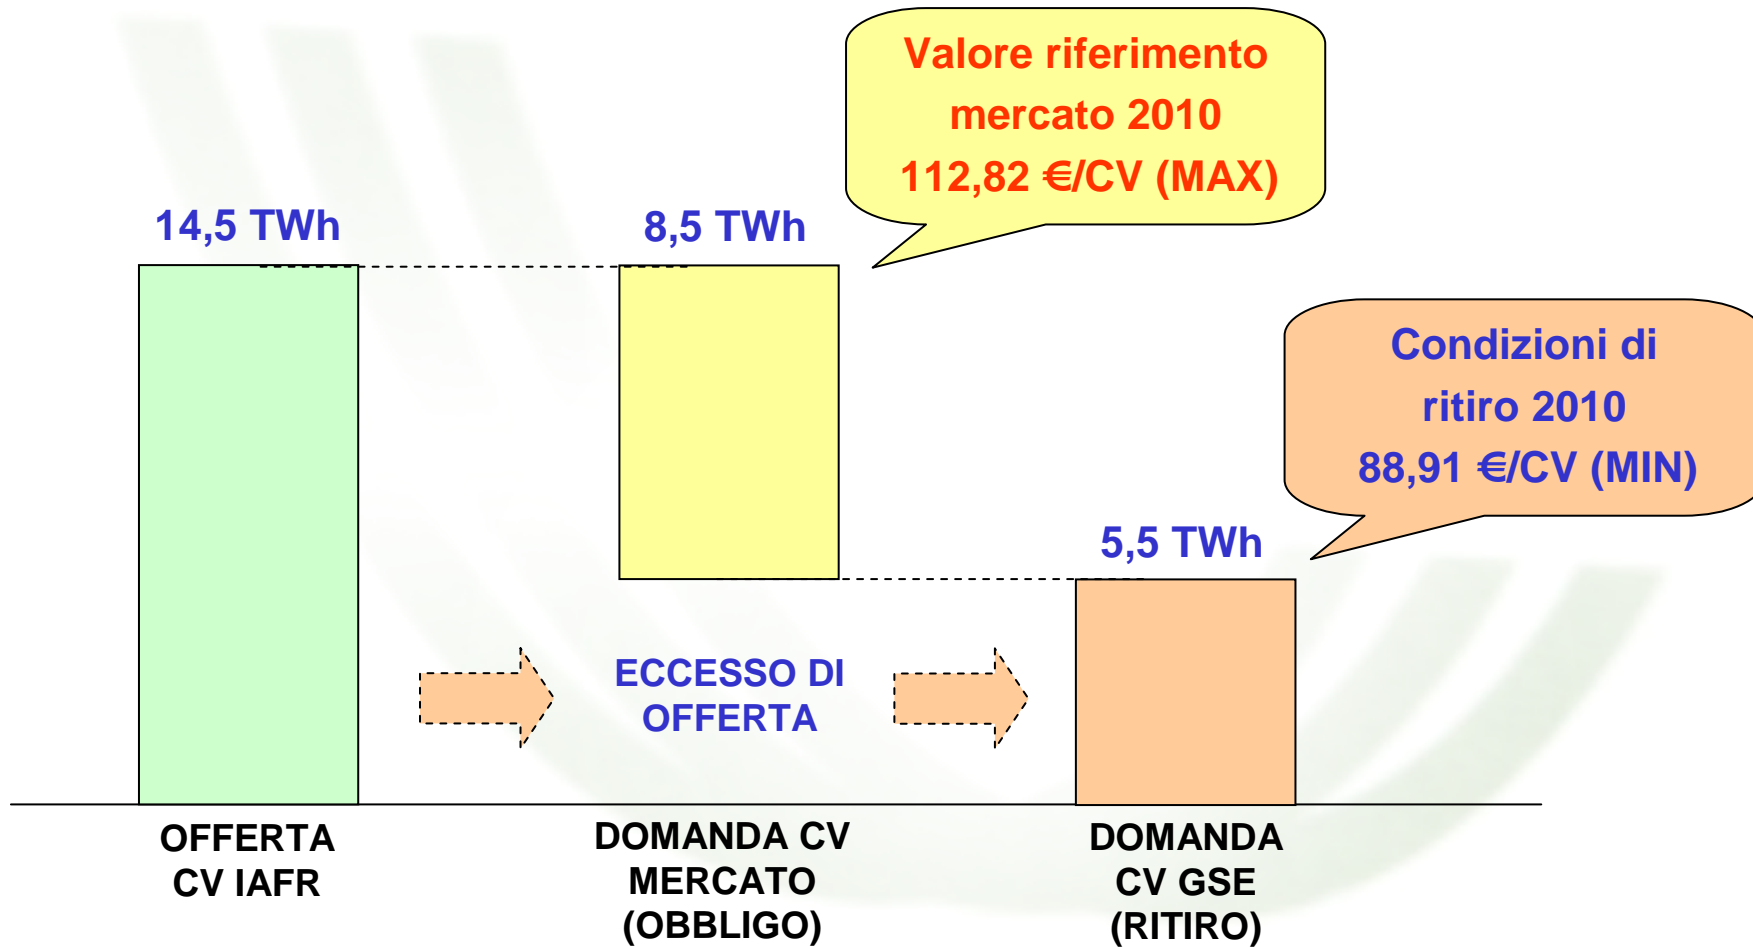 Valore riferimento
mercato 2010
112,82 €/CV (MAX)
14,5 TWh
8,5 TWh
Condizioni di
ritiro 2010
88,91 €/CV (MIN)
5,5 TWh
ECCESSO DI
OFFERTA
OFFERTA
CV IAFR
DOMANDA CV
MERCATO
(OBBLIGO)
DOMANDA
CV GSE
(RITIRO)